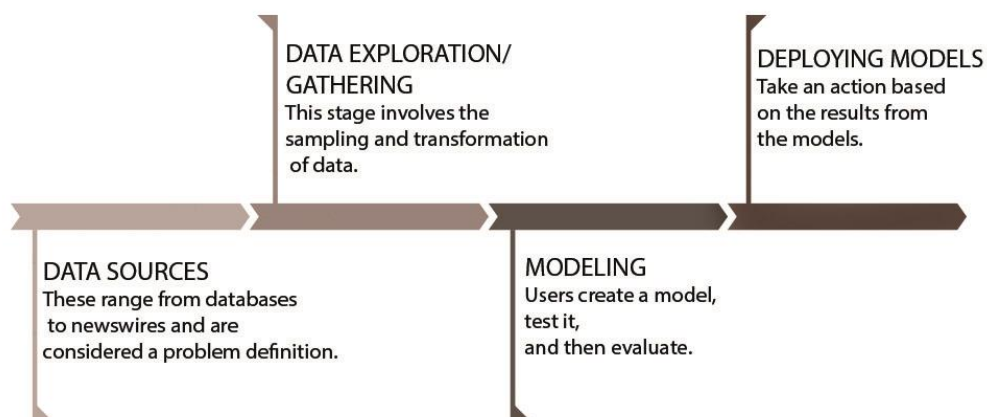 DATA SOURCES
These range from databases
to newswires and are
considered a problem definition.
DATA EXPLORATION/
GATHERING
This stage involves the
sampling and transformation
of data.
MODELING
Users create a model,
test it,
and then evaluate.
DEPLOYING MODELS
Take an action based
on the results from
the models.